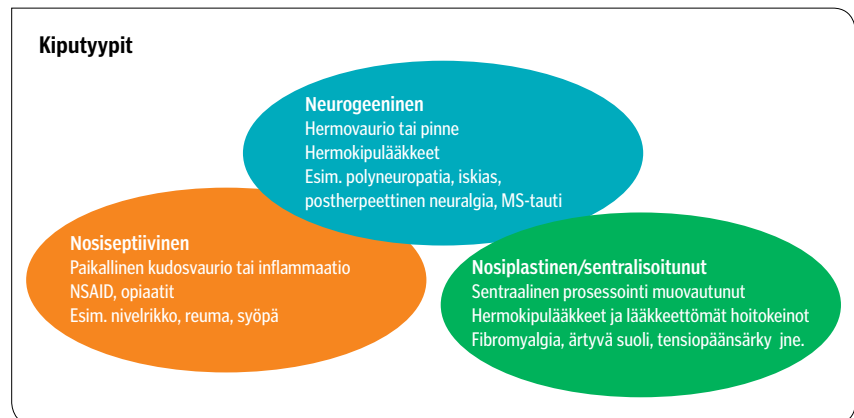 Kiputyypit
Neurogeeninen
Hermovaurio tai pinne
Hermokipulääkkeet
Esim. polyneuropatia, iskias,
postherpeettinen neuralgia, MS-tauti
Nosiseptiivinen
Paikallinen kudosvaurio tai inflammaatio
NSAID, opiaatit
Esim. nivelrikko, reuma, syöpä
Nosiplastinen/sentralisoitunut
Sentraalinen prosessointi muovautunut
Hermokipulääkkeet ja lääkkeettömät hoitokeinot
Fibromyalgia, ärtyvä suoli, tensiopäänsärky jne.